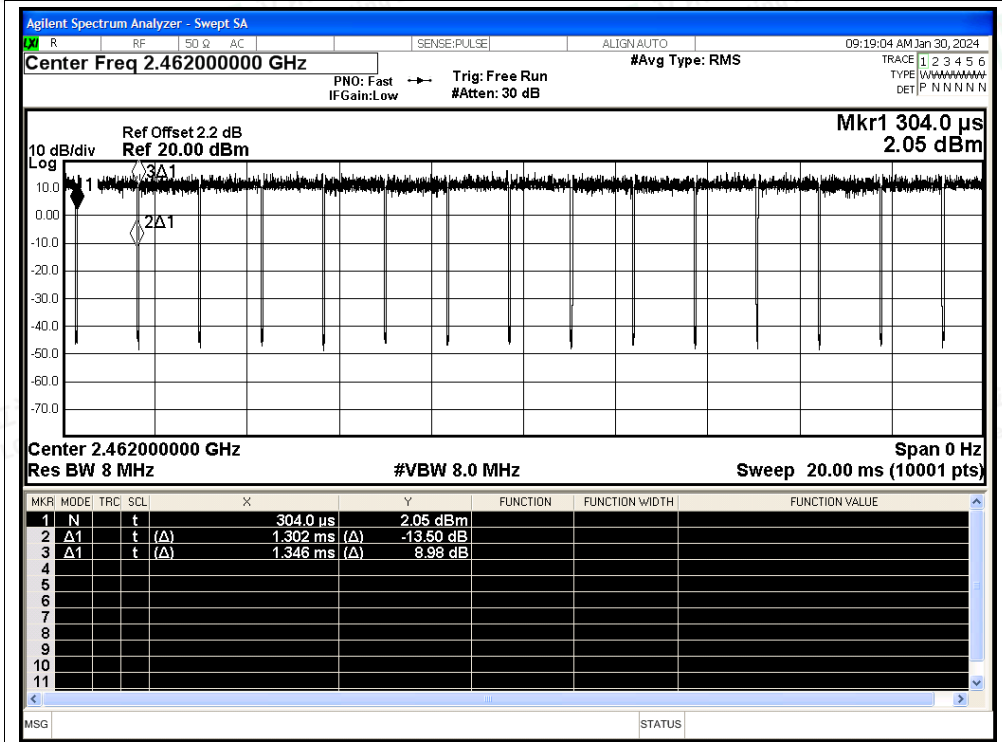 Agilent Spectrum Analyzer - Swept SA
LXI R RF 50 Ω AC SENSE:PULSE ALIGN AUTO 09:19:04 AM Jan 30, 2024
Center Freq 2.462000000 GHz #Avg Type: RMS TRACE 1 2 3 4 5 6
PNO: Fast Trig: Free Run TYPE WWWWWW
IFGain:Low #Atten: 30 dB DET P N N N N N
Mkr1 304.0 µs
Ref Offset 2.2 dB
10 dB/div Ref 20.00 dBm 2.05 dBm
Log
3Δ1
10.0 1
0.00 2Δ1
-10.0
-20.0
-30.0
-40.0
-50.0
-60.0
-70.0
Center 2.462000000 GHz Span 0 Hz
Res BW 8 MHz #VBW 8.0 MHz Sweep 20.00 ms (10001 pts)
MKR MODE TRC SCL X Y FUNCTION FUNCTION WIDTH FUNCTION VALUE
1 N t 304.0 µs 2.05 dBm
2 Δ1 t (Δ) 1.302 ms (Δ) -13.50 dB
3 Δ1 t (Δ) 1.346 ms (Δ) 8.98 dB
4
5
6
7
8
9
10
11
MSG STATUS